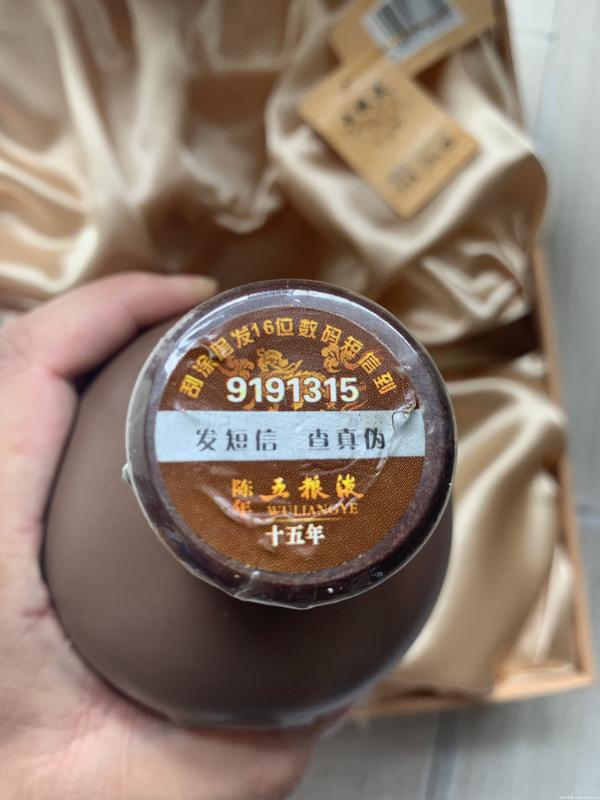 刮涂层发16位数码短信到
9191315
发短信 查真伪
陈年 五粮液
WULIANGYE
十五年